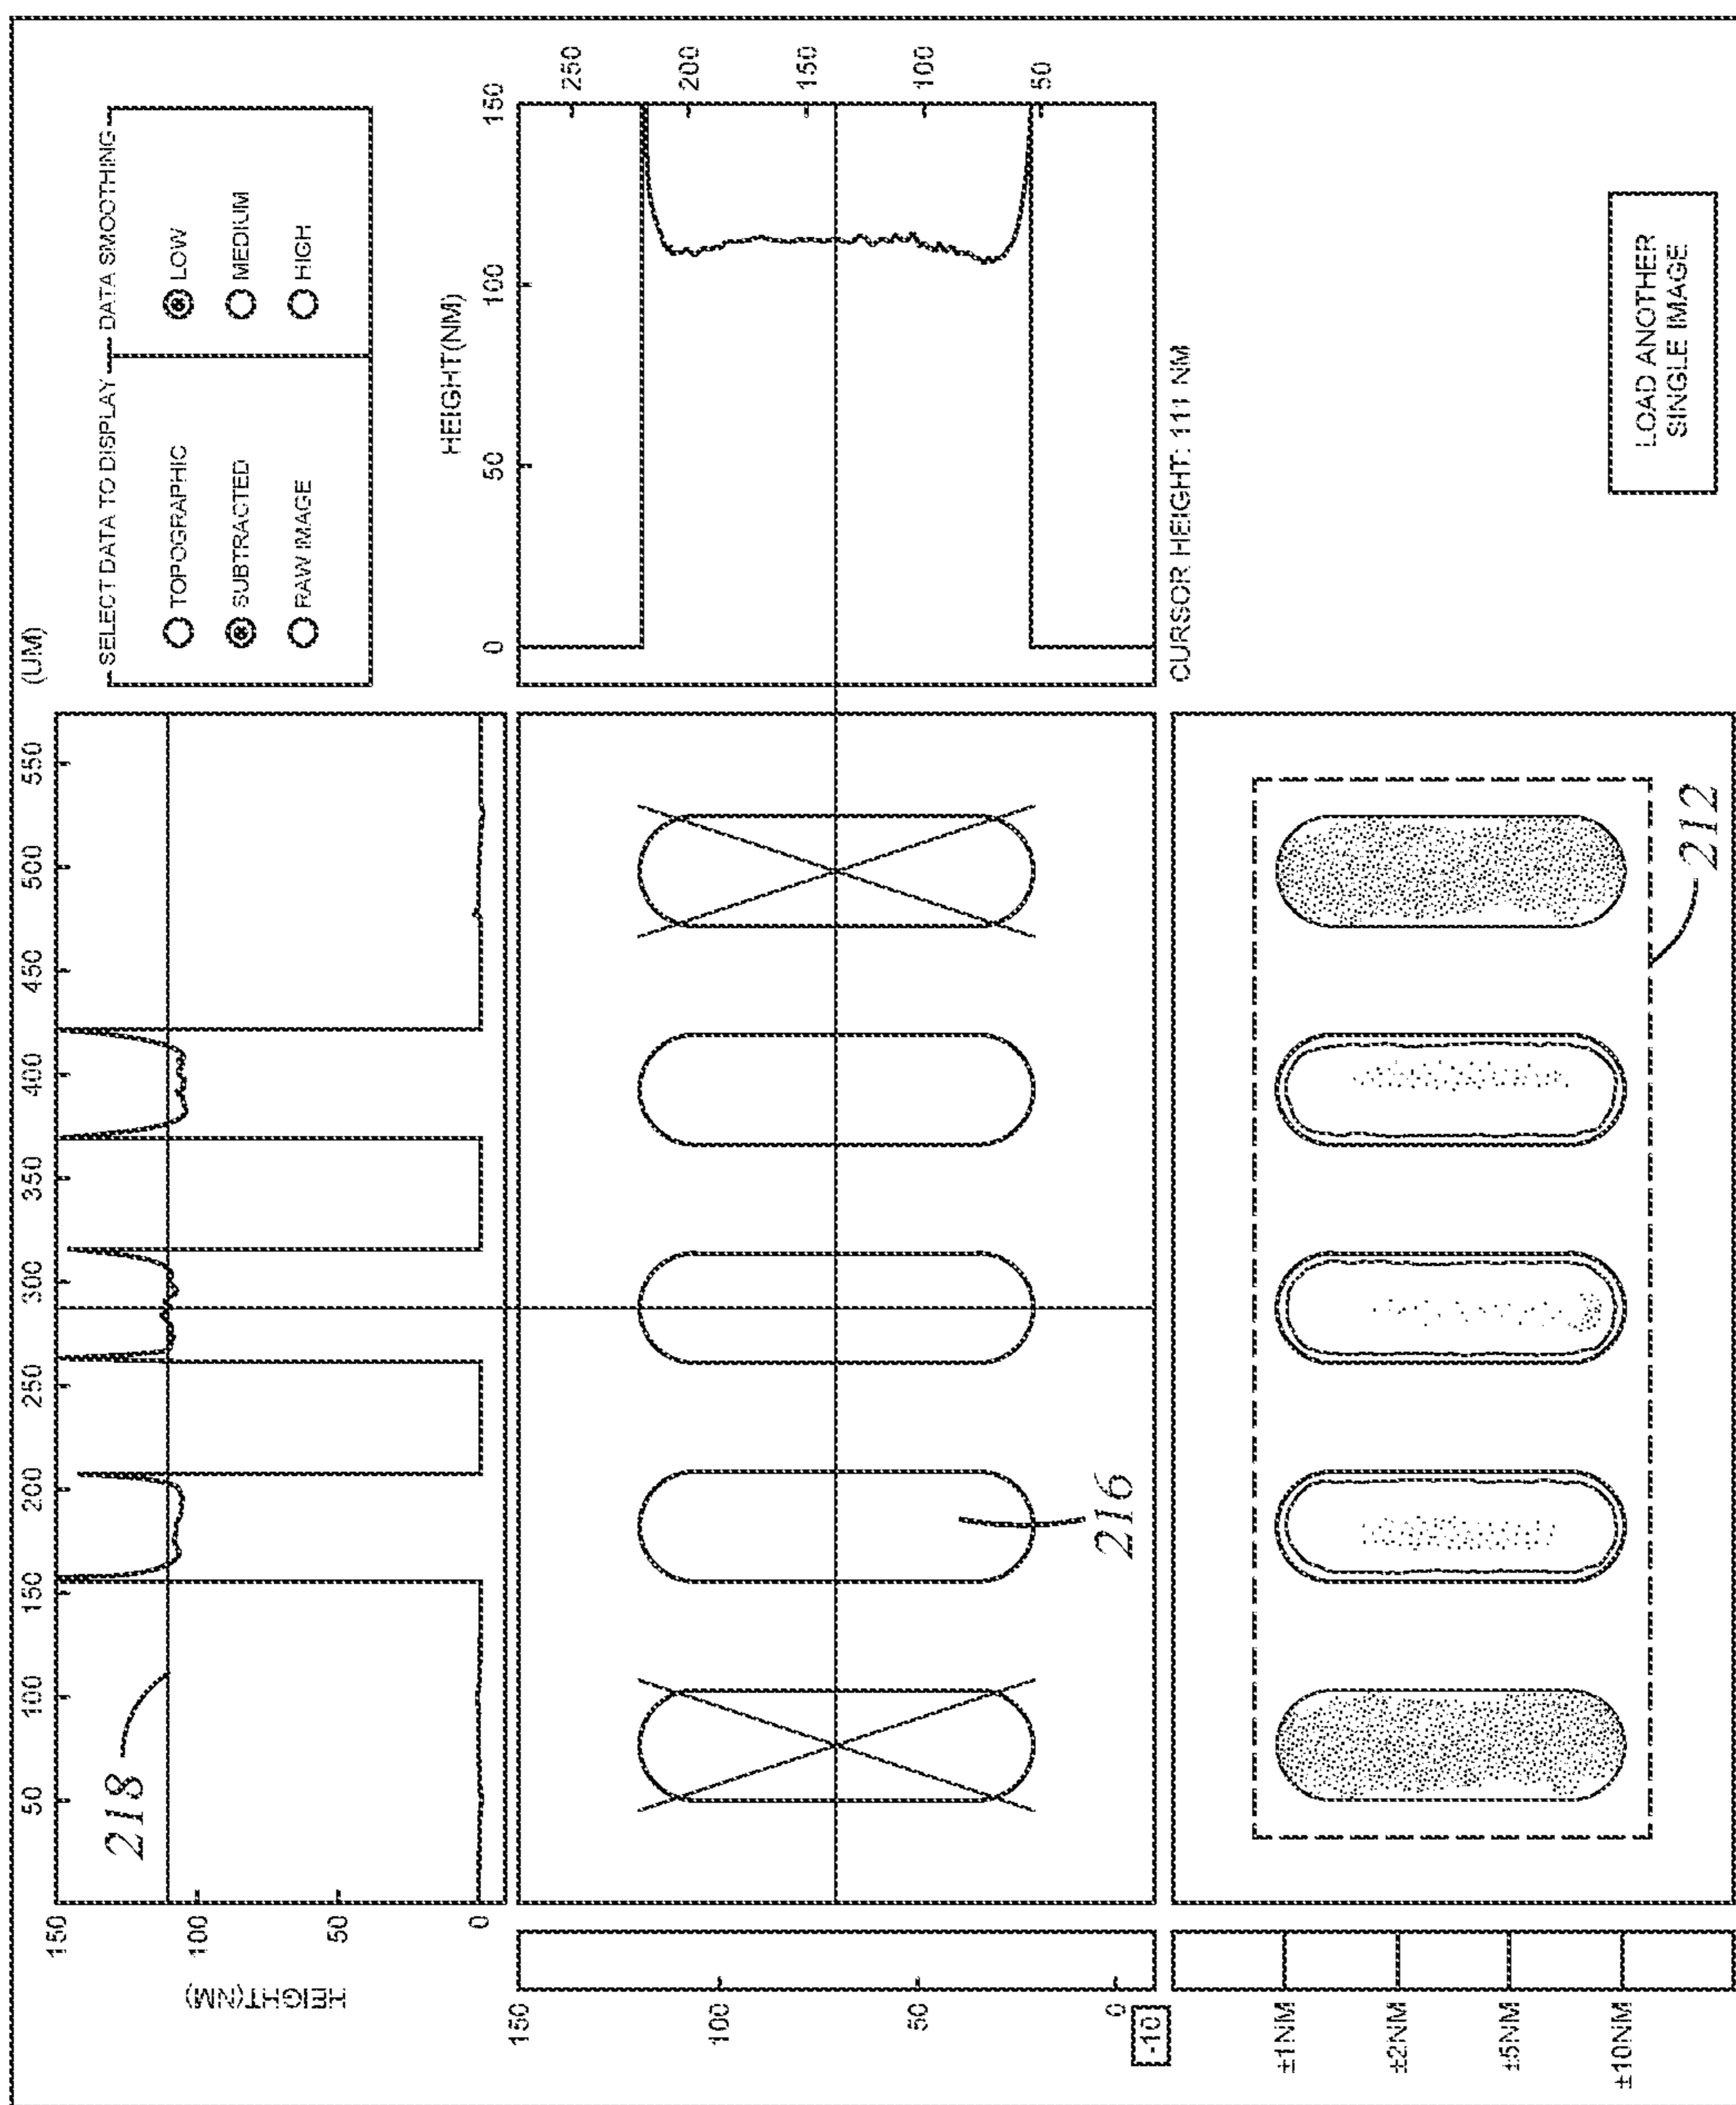 (UM)
50 100 150 200 250 300 350 400 450 500 550
150
100
50
0
HEIGHT(NM)
218
SELECT DATA TO DISPLAY
TOPOGRAPHIC
SUBTRACTED
RAW IMAGE
DATA SMOOTHING
LOW
MEDIUM
HIGH
150
100
50
0
-10
216
HEIGHT(NM)
0 50 100 150
250
200
150
100
50
CURSOR HEIGHT: 111 NM
±1NM
±2NM
±5NM
±10NM
212
LOAD ANOTHER
SINGLE IMAGE